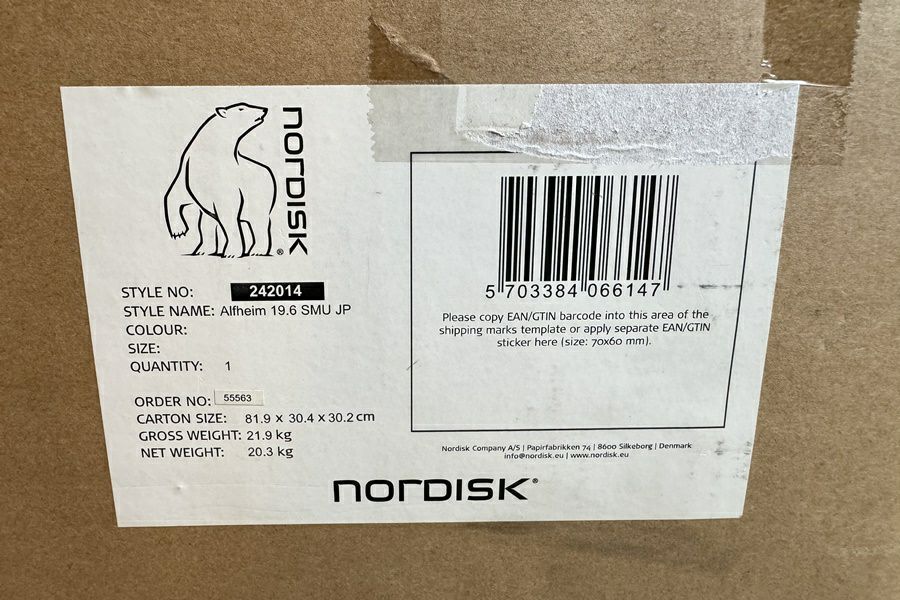 NORDISK®
STYLE NO: 242014
STYLE NAME: Alfheim 19.6 SMU JP
COLOUR:
SIZE:
QUANTITY: 1
ORDER NO: 55563
CARTON SIZE: 81.9 x 30.4 x 30.2 cm
GROSS WEIGHT: 21.9 kg
NET WEIGHT: 20.3 kg
5 703384 066147
Please copy EAN/GTIN barcode into this area of the
shipping marks template or apply separate EAN/GTIN
sticker here (size: 70x60 mm).
Nordisk Company A/S | Papirfabrikken 74 | 8600 Silkeborg | Denmark
info@nordisk.eu | www.nordisk.eu
NORDISK®